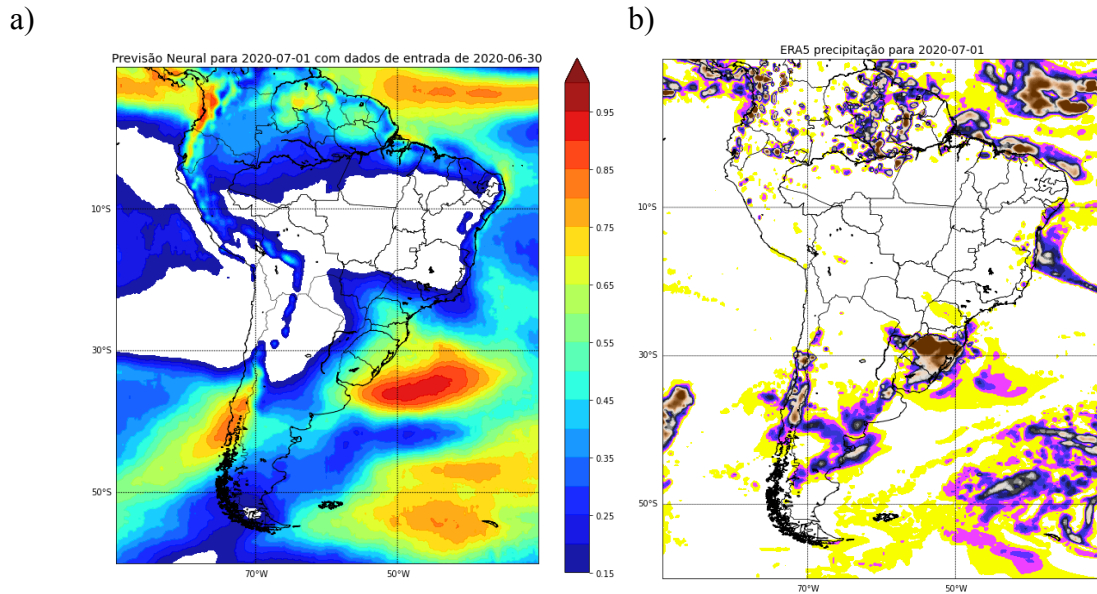 a)
b)
Previsão Neural para 2020-07-01 com dados de entrada de 2020-06-30
ERA5 precipitação para 2020-07-01
0.95
0.85
0.75
0.65
0.55
0.45
0.35
0.25
0.15
10°S
30°S
50°S
70°W
50°W
10°S
30°S
50°S
70°W
50°W